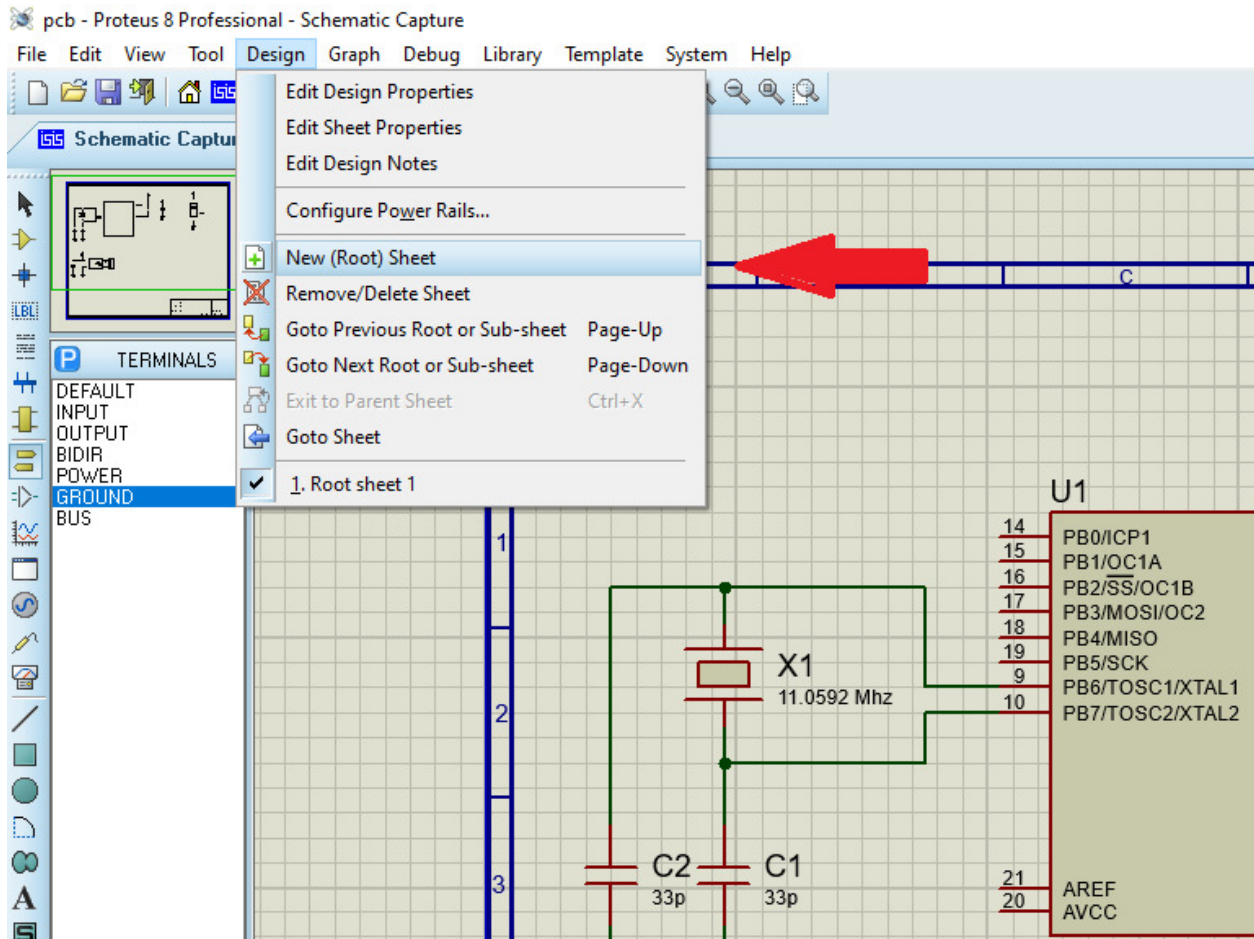 pcb - Proteus 8 Professional - Schematic Capture
File Edit View Tool Design Graph Debug Library Template System Help
isis
isis Schematic Captu
Edit Design Properties
Edit Sheet Properties
Edit Design Notes
Configure Power Rails...
New (Root) Sheet
Remove/Delete Sheet
Goto Previous Root or Sub-sheet Page-Up
Goto Next Root or Sub-sheet Page-Down
Exit to Parent Sheet Ctrl+X
Goto Sheet
1. Root sheet 1
LBL
P TERMINALS
DEFAULT
INPUT
OUTPUT
BIDIR
POWER
GROUND
BUS
A
S
C
1
2
3
U1
14 PB0/ICP1
15 PB1/OC1A
16 PB2/SS/OC1B
17 PB3/MOSI/OC2
18 PB4/MISO
19 PB5/SCK
9 PB6/TOSC1/XTAL1
10 PB7/TOSC2/XTAL2
21 AREF
20 AVCC
X1
11.0592 Mhz
C2
33p
C1
33p